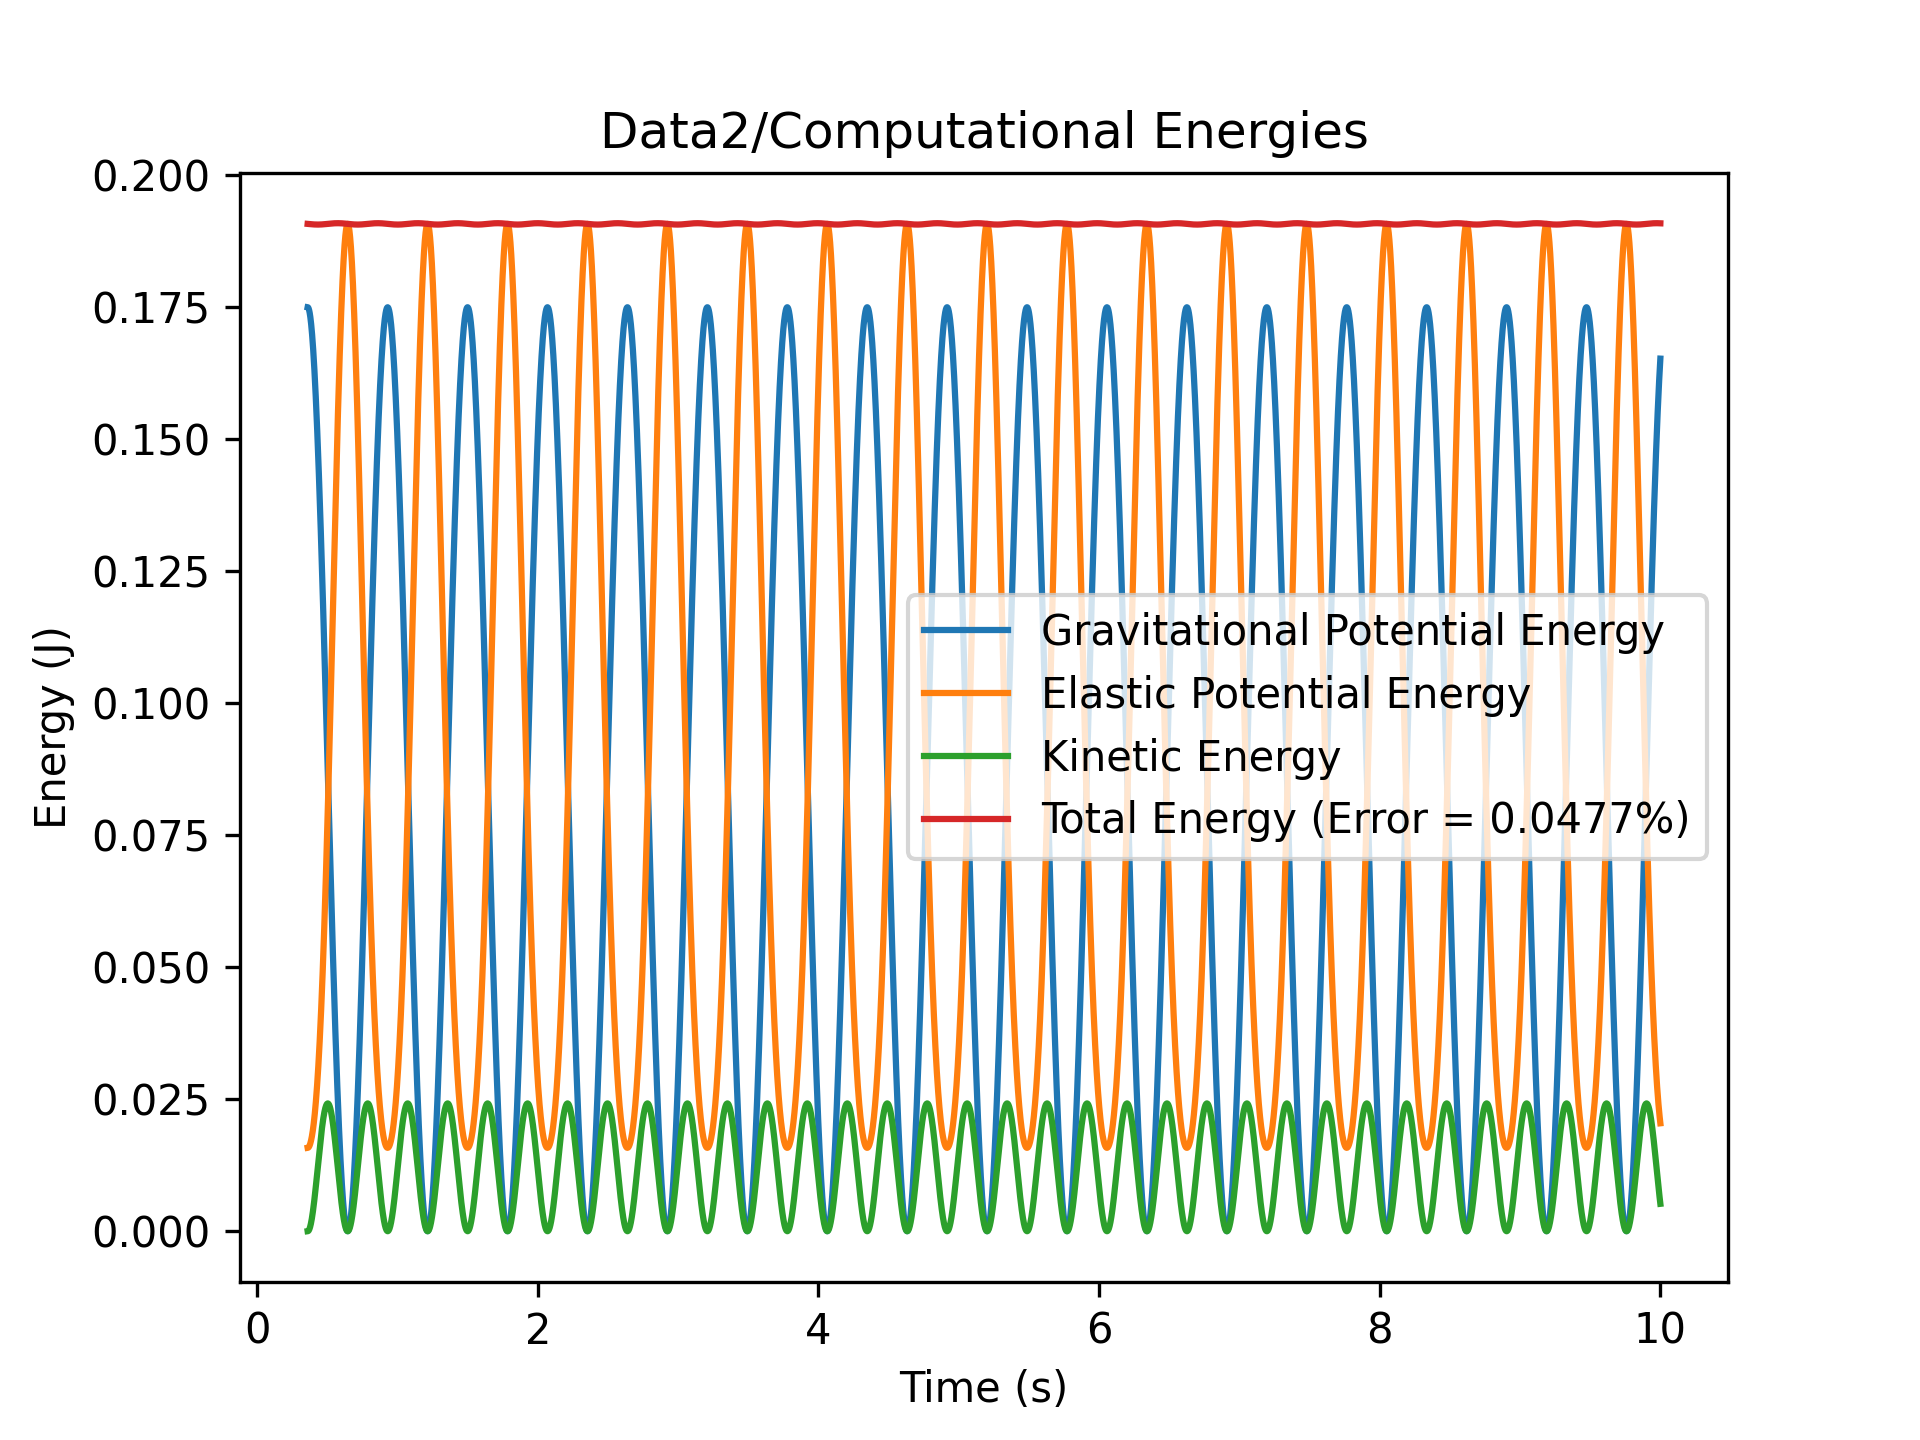 Data2/Computational Energies
Energy (J)
0.200
0.175
0.150
0.125
0.100
0.075
0.050
0.025
0.000
Gravitational Potential Energy
Elastic Potential Energy
Kinetic Energy
Total Energy (Error = 0.0477%)
0 2 4 6 8 10
Time (s)